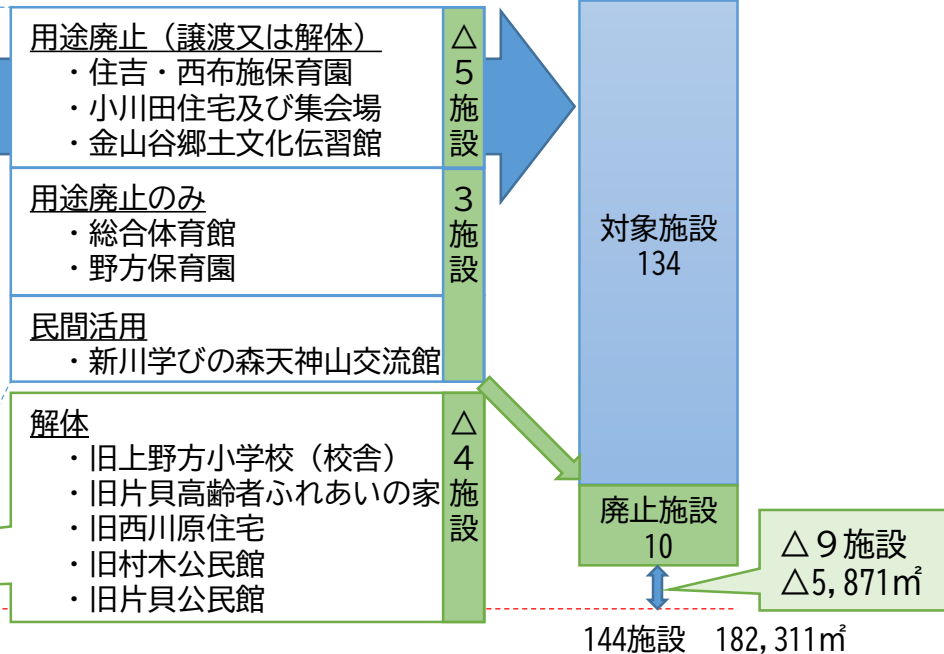 用途廃止（譲渡又は解体）
・住吉・西布施保育園
・小川田住宅及び集会場
・金山谷郷土文化伝習館
△５施設
用途廃止のみ
・総合体育館
・野方保育園
３施設
民間活用
・新川学びの森天神山交流館
解体
・旧上野方小学校（校舎）
・旧片貝高齢者ふれあいの家
・旧西川原住宅
・旧村木公民館
・旧片貝公民館
△４施設
対象施設
134
廃止施設
10
△９施設
△5,871㎡
144施設　182,311㎡